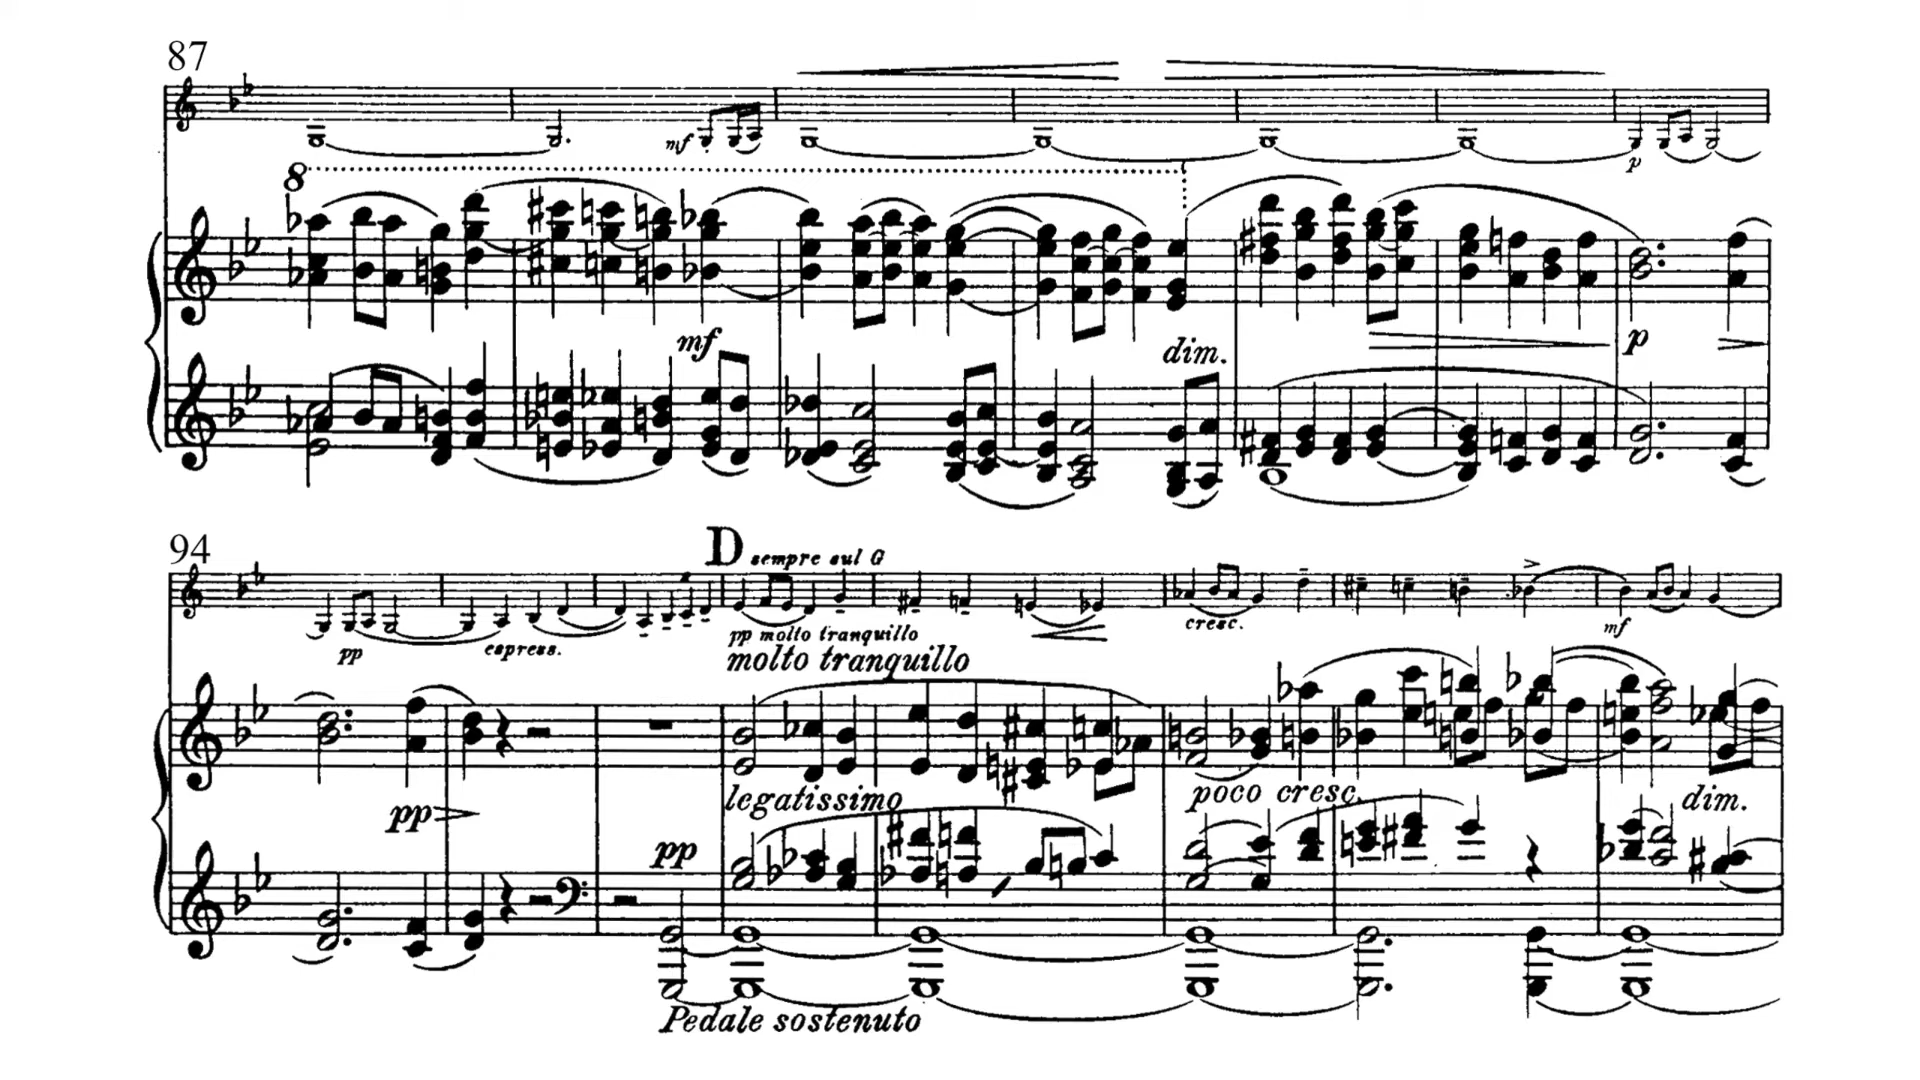 87
mf
8
mf
dim.
p
p
94
D sempre sul G
pp
espress.
pp molto tranquillo
cresc.
mf
molto tranquillo
pp
legatissimo
poco cresc.
dim.
pp
Pedale sostenuto